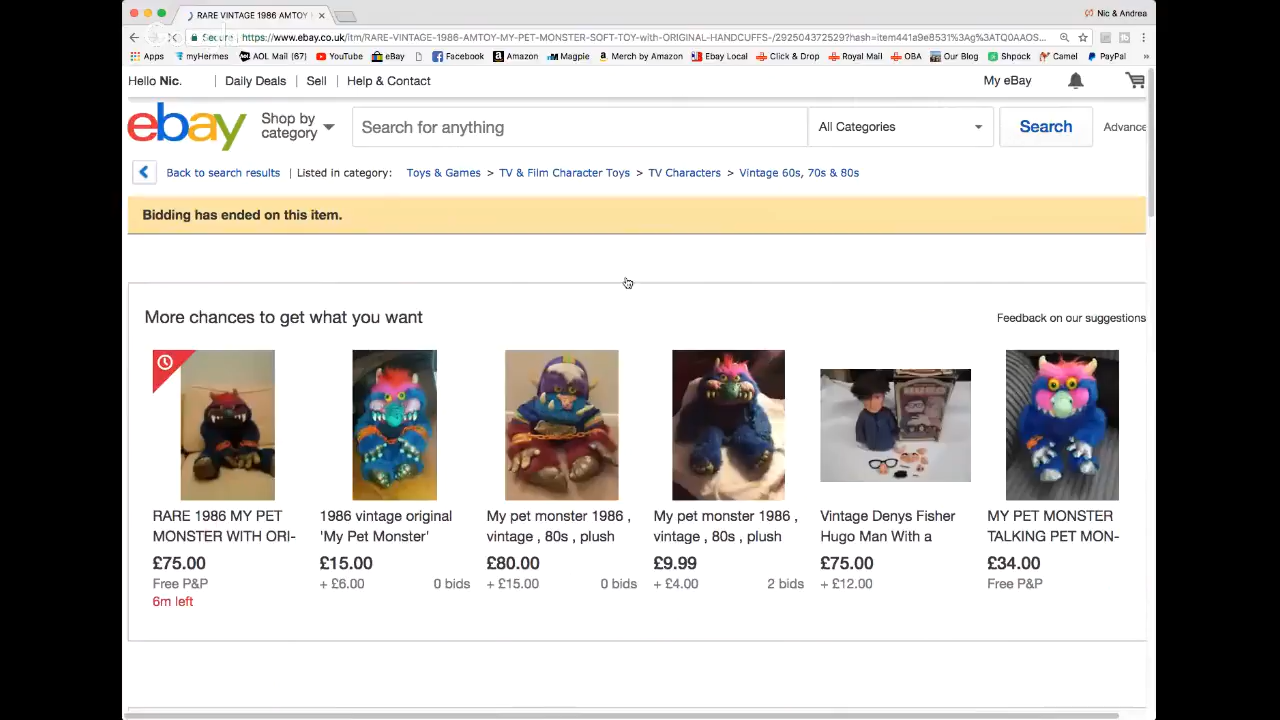 RARE VINTAGE 1986 AMTOY
Nic & Andrea
Secure https://www.ebay.co.uk/itm/RARE-VINTAGE-1986-AMTOY-MY-PET-MONSTER-SOFT-TOY-with-ORIGINAL-HANDCUFFS-/292504372529?hash=item441a9e8531%3Ag%3ATQ0AAOS...
Apps myHermes AOL Mail (67) YouTube eBay Facebook Amazon Magpie Merch by Amazon Ebay Local Click & Drop Royal Mail OBA Our Blog Shpock Camel PayPal »
Hello Nic. Daily Deals Sell Help & Contact My eBay
ebay Shop by category Search for anything All Categories Search Advance
Back to search results | Listed in category: Toys & Games > TV & Film Character Toys > TV Characters > Vintage 60s, 70s & 80s
Bidding has ended on this item.
More chances to get what you want Feedback on our suggestions
RARE 1986 MY PET 1986 vintage original My pet monster 1986 , My pet monster 1986 , Vintage Denys Fisher MY PET MONSTER
MONSTER WITH ORI- 'My Pet Monster' vintage , 80s , plush vintage , 80s , plush Hugo Man With a TALKING PET MON-
£75.00 £15.00 £80.00 £9.99 £75.00 £34.00
Free P&P + £6.00 0 bids + £15.00 0 bids + £4.00 2 bids + £12.00 Free P&P
6m left